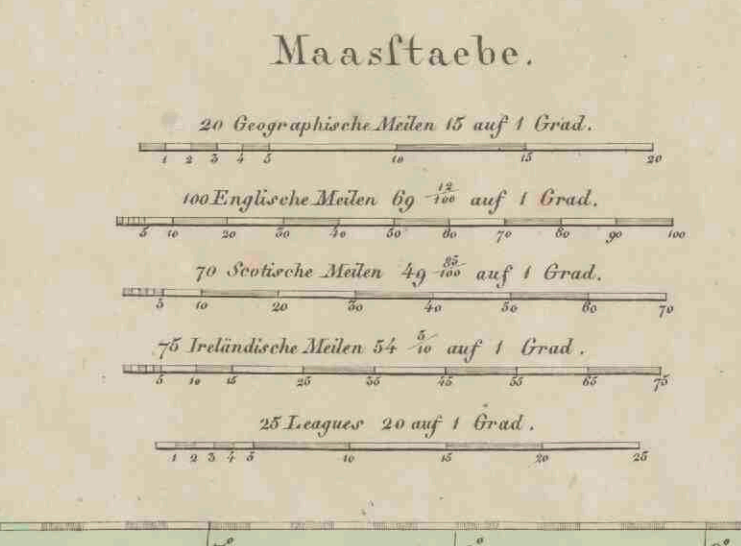 Maasſtaebe.
20 Geographische Meilen 15 auf 1 Grad.
1 2 3 4 5 10 15 20
100 Englische Meilen 69 12/100 auf 1 Grad.
5 10 20 30 40 50 60 70 80 90 100
70 Scotische Meilen 49 85/100 auf 1 Grad.
5 10 20 30 40 50 60 70
75 Ireländische Meilen 54 5/10 auf 1 Grad.
5 10 15 25 35 45 55 65 75
25 Leagues 20 auf 1 Grad.
1 2 3 4 5 10 15 20 25